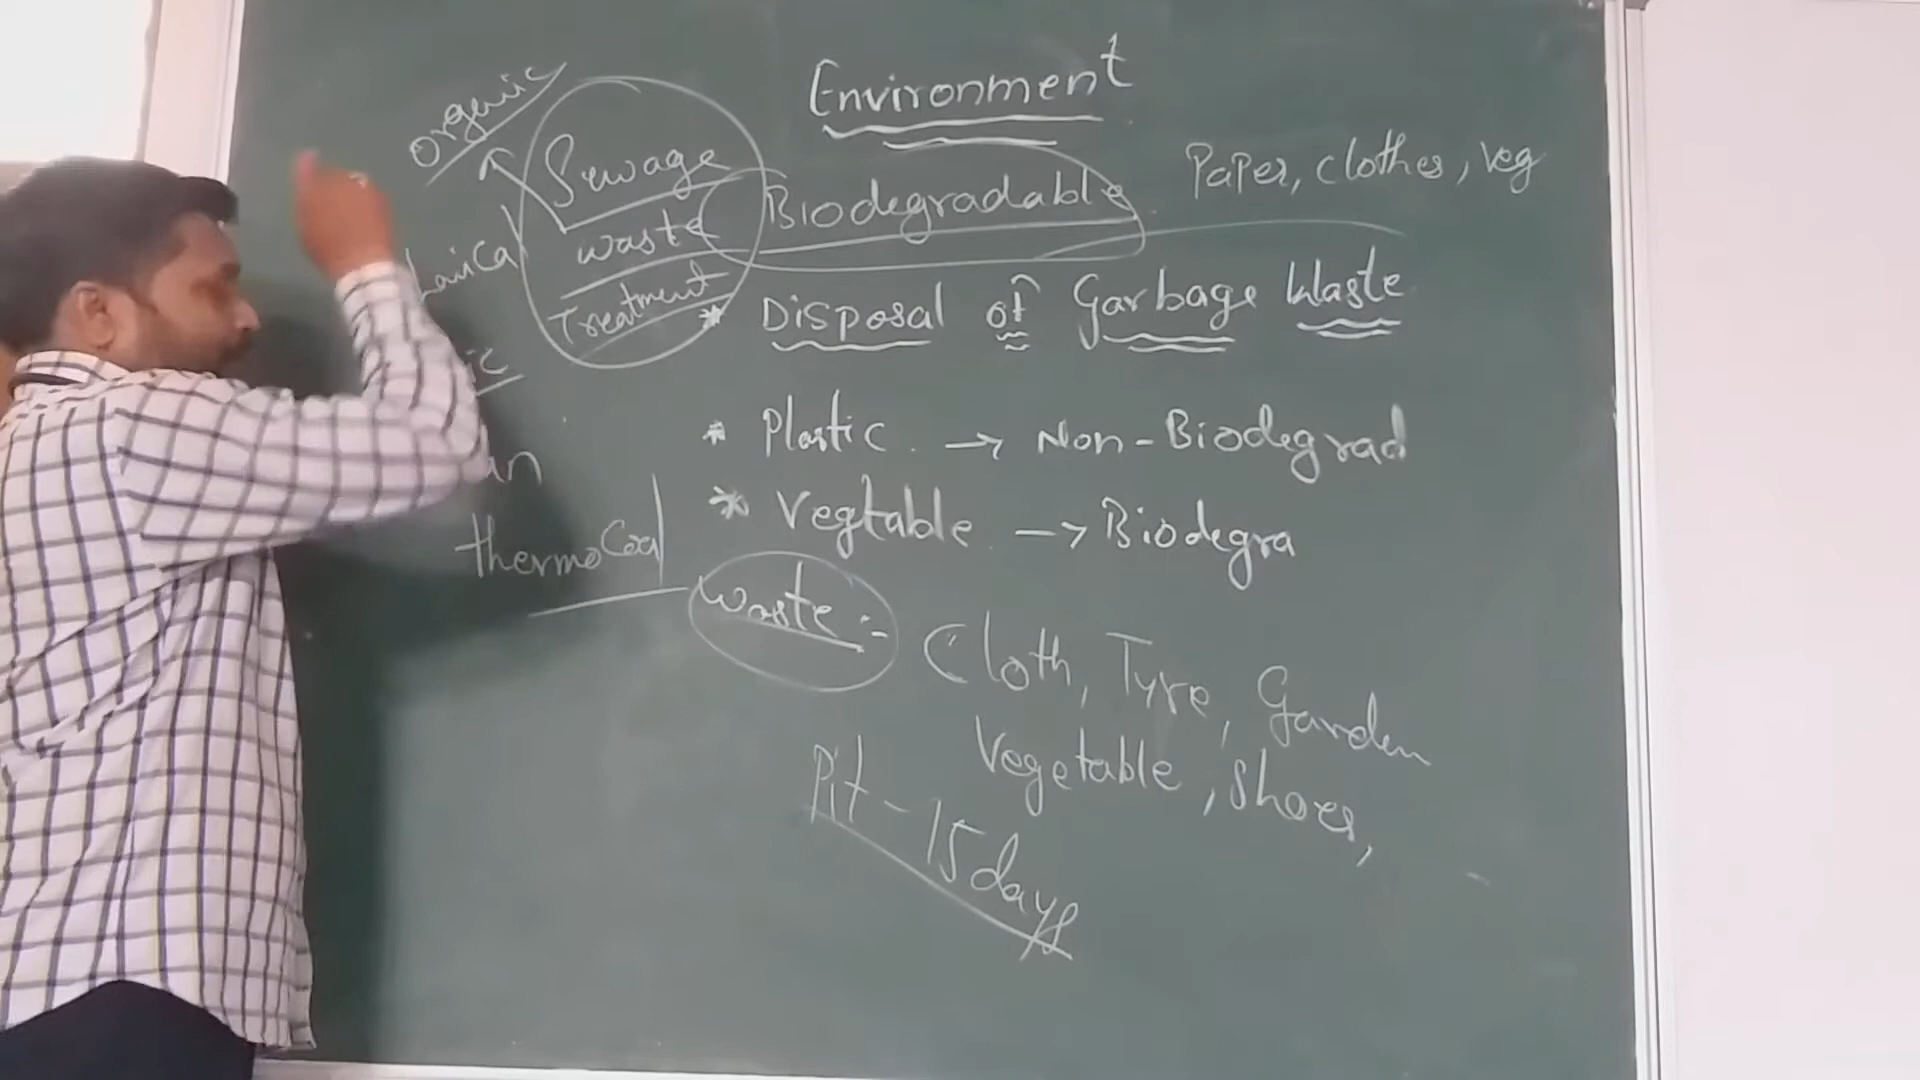 Environment
Organic
Sewage
waste
Treatment
Biodegradable
Paper, clothes, veg
* Disposal of Garbage Waste
* Plastic. → Non-Biodegrad
* Vegtable → Biodegra
thermocoal
Waste :-
Cloth, Tyre, Garden
Vegetable, Shoes,
Pit - 15 days